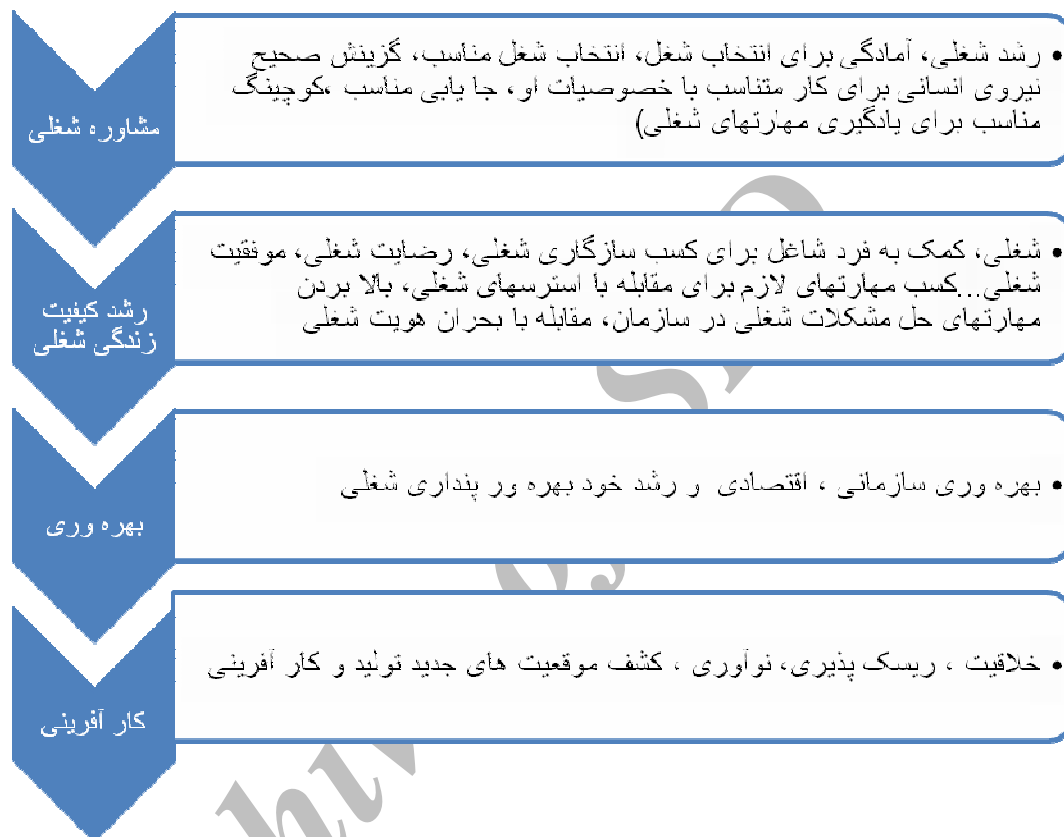 مشاوره شغلی
• رشد شغلی، آمادگی برای انتخاب شغل، انتخاب شغل مناسب، گزینش صحیح
نیروی انسانی برای کار متناسب با خصوصیات او، جا یابی مناسب ،کوچینگ
مناسب برای یادگیری مهارتهای شغلی)
رشد کیفیت
زندگی شغلی
• شغلی، کمک به فرد شاغل برای کسب سازگاری شغلی، رضایت شغلی، موفقیت
شغلی...کسب مهارتهای لازم برای مقابله با استرسهای شغلی، بالا بردن
مهارتهای حل مشکلات شغلی در سازمان، مقابله با بحران هویت شغلی
بهره وری
• بهره وری سازمانی ، اقتصادی و رشد خود بهره ور پنداری شغلی
کار آفرینی
• خلاقیت ، ریسک پذیری، نوآوری ، کشف موقعیت های جدید تولید و کار آفرینی